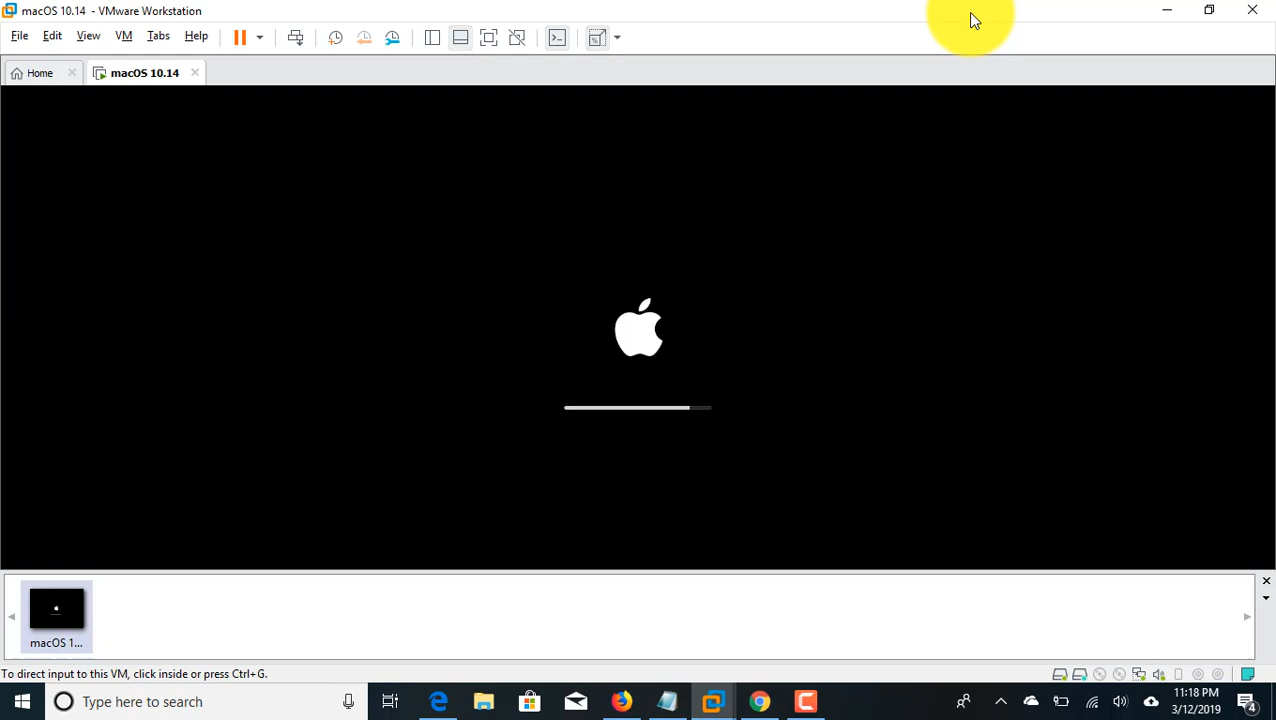 macOS 10.14 - VMware Workstation
File Edit View VM Tabs Help
Home macOS 10.14
macOS 1...
To direct input to this VM, click inside or press Ctrl+G.
Type here to search
11:18 PM
3/12/2019
4